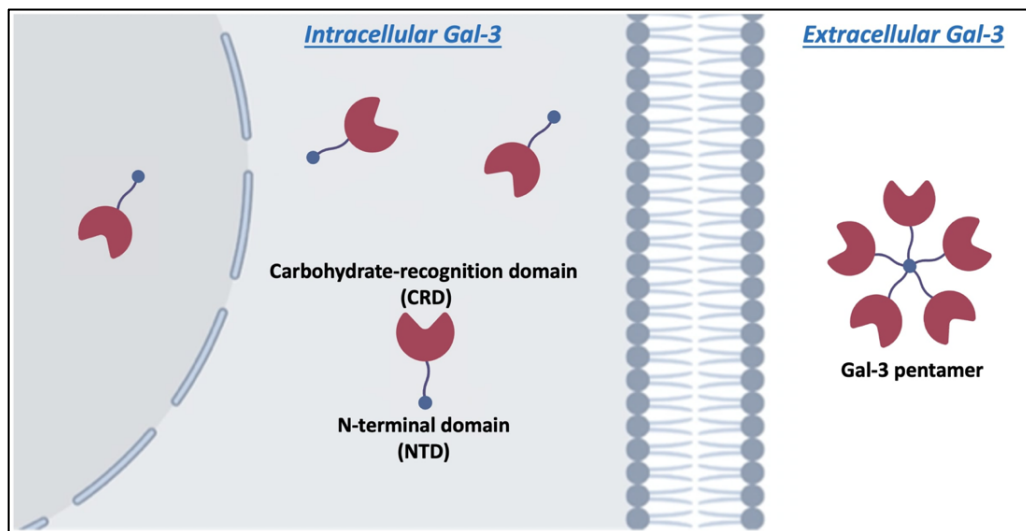 Intracellular Gal-3
Extracellular Gal-3
Carbohydrate-recognition domain
(CRD)
N-terminal domain
(NTD)
Gal-3 pentamer